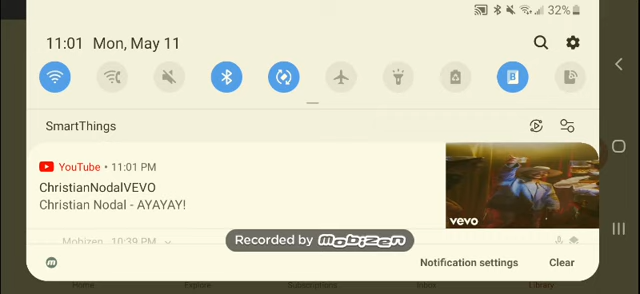 32%
11:01 Mon, May 11
SmartThings
YouTube • 11:01 PM
ChristianNodalVEVO
Christian Nodal - AYAYAY!
vevo
Mobizen 10:39 PM
Recorded by Mobizen
Notification settings Clear
Home Explore Subscriptions Inbox Library